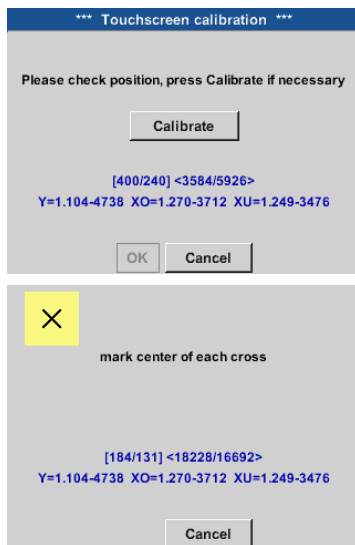 *** Touchscreen calibration ***
Please check position, press Calibrate if necessary
Calibrate
[400/240] <3584/5926>
Y=1.104-4738 XO=1.270-3712 XU=1.249-3476
OK Cancel
mark center of each cross
[184/131] <18228/16692>
Y=1.104-4738 XO=1.270-3712 XU=1.249-3476
Cancel